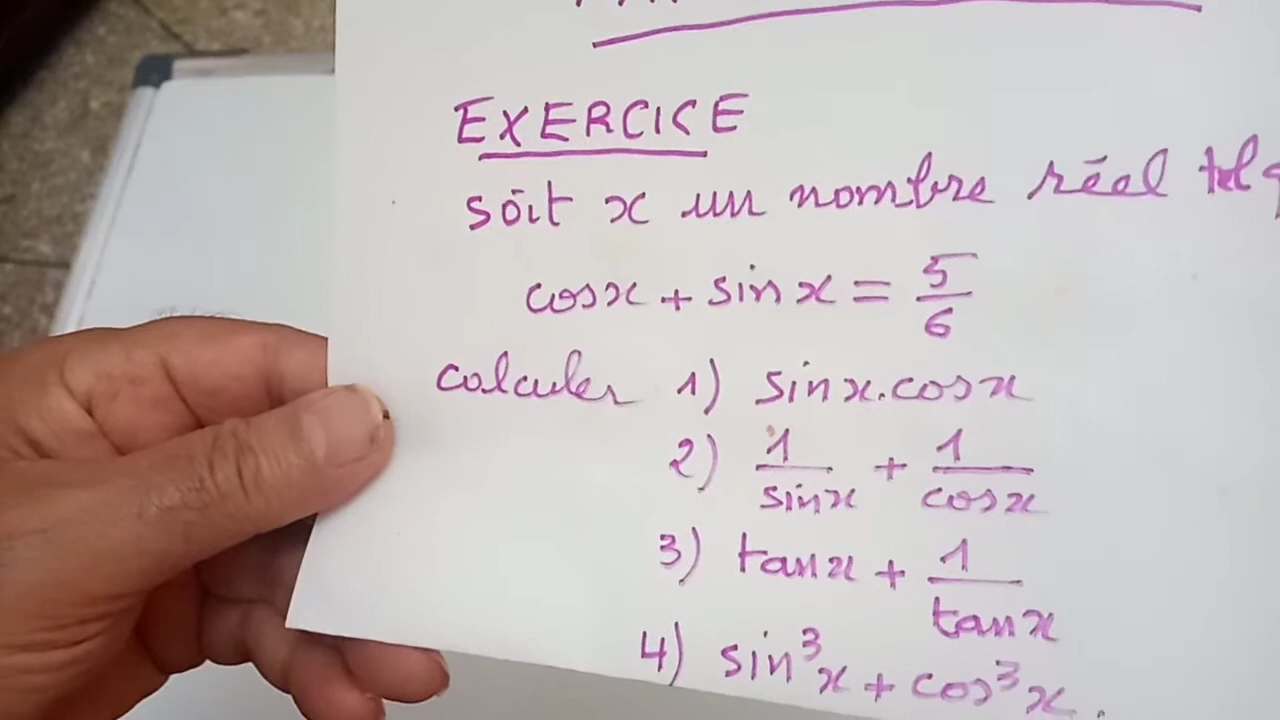 EXERCICE
soit x un nombre réel tel
cosx + sin x = 5/6
calculer 1) sinx.cosx
2) 1/sinx + 1/cosx
3) tanx + 1/tanx
4) sin³x + cos³x.